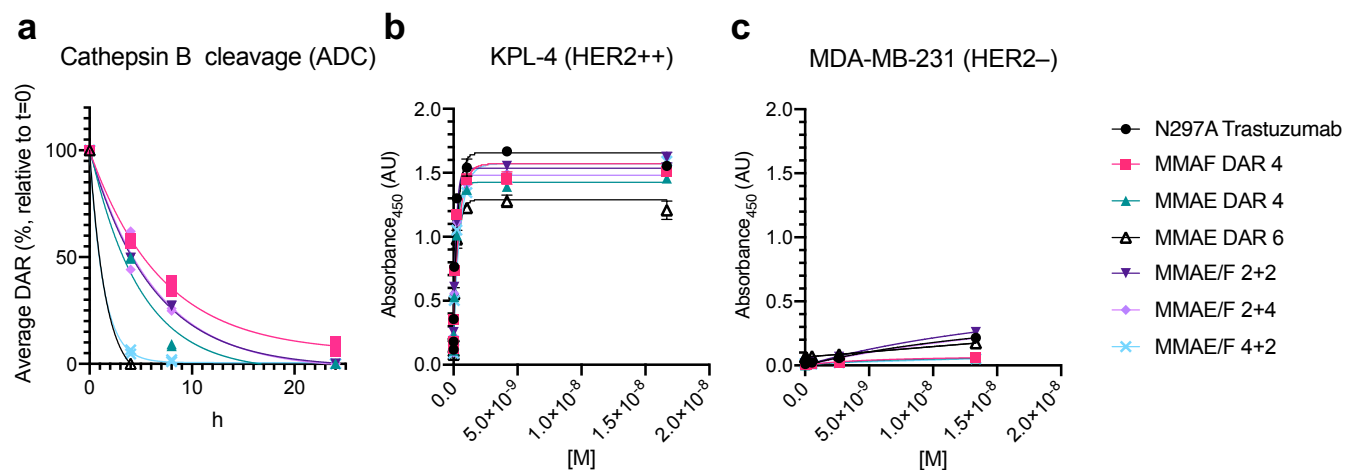 a
Cathepsin B cleavage (ADC)
Average DAR (%, relative to t=0)
100
50
0
0
10
20
h
b
KPL-4 (HER2++)
Absorbance450 (AU)
2.0
1.5
1.0
0.5
0.0
0.0
5.0×10-9
1.0×10-8
1.5×10-8
2.0×10-8
[M]
c
MDA-MB-231 (HER2–)
Absorbance450 (AU)
2.0
1.5
1.0
0.5
0.0
0.0
5.0×10-9
1.0×10-8
1.5×10-8
2.0×10-8
[M]
N297A Trastuzumab
MMAF DAR 4
MMAE DAR 4
MMAE DAR 6
MMAE/F 2+2
MMAE/F 2+4
MMAE/F 4+2